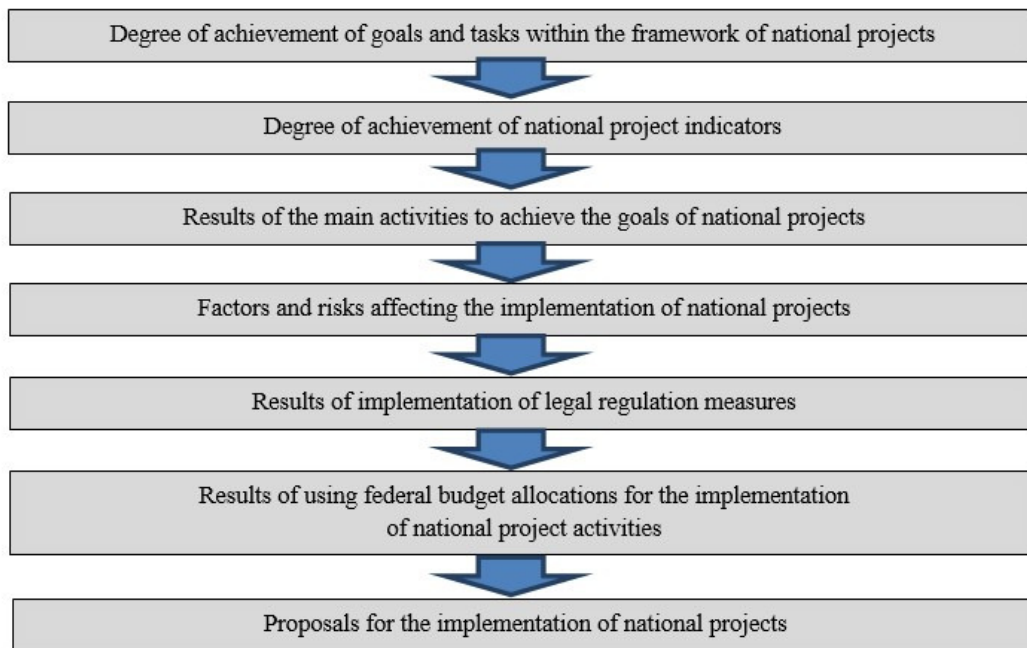 Degree of achievement of goals and tasks within the framework of national projects
Degree of achievement of national project indicators
Results of the main activities to achieve the goals of national projects
Factors and risks affecting the implementation of national projects
Results of implementation of legal regulation measures
Results of using federal budget allocations for the implementation
of national project activities
Proposals for the implementation of national projects